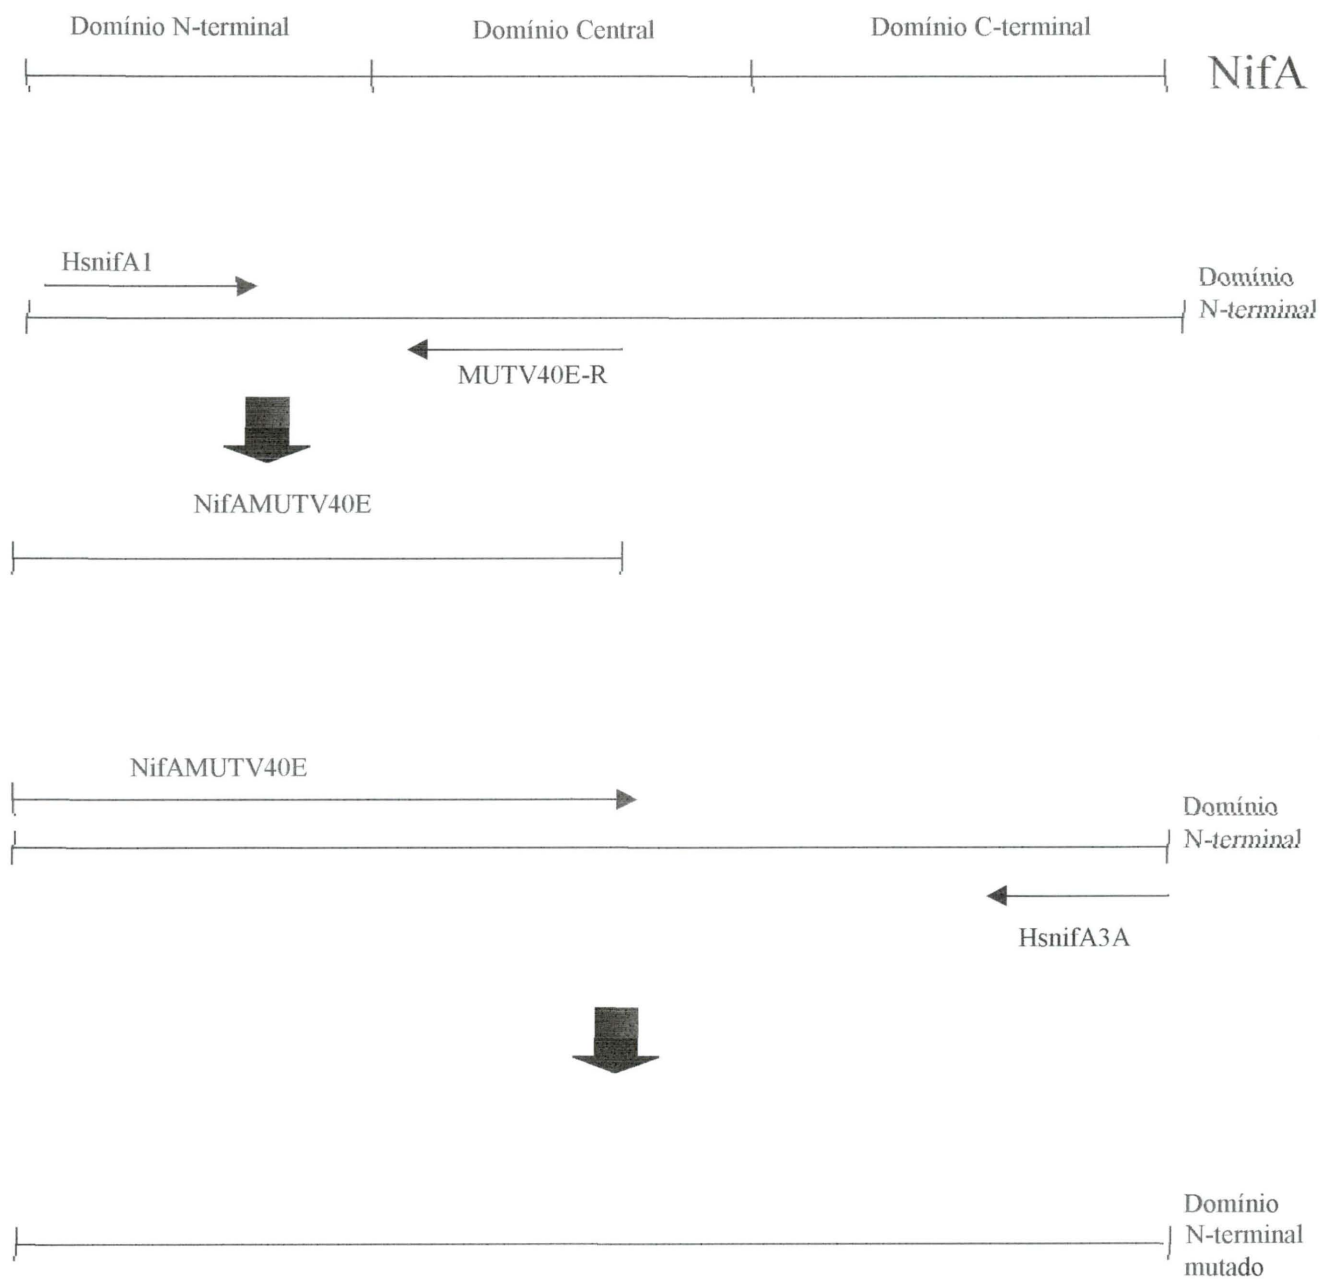 Domínio N-terminal
Domínio Central
Domínio C-terminal
NifA
HsnifA1
Domínio
N-terminal
MUTV40E-R
NifAMUTV40E
NifAMUTV40E
Domínio
N-terminal
HsnifA3A
Domínio
N-terminal
mutado